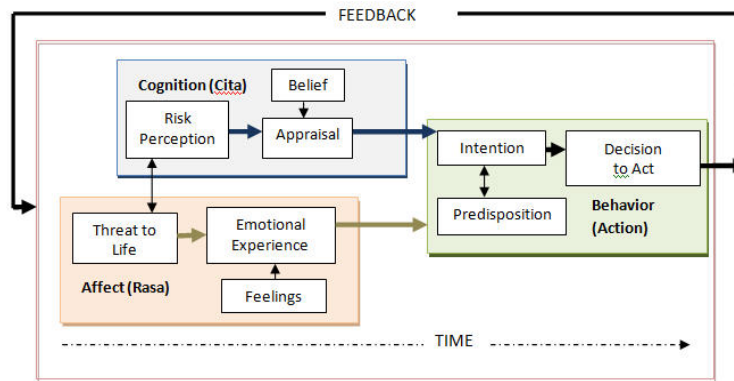 FEEDBACK
Cognition (Cita)
Belief
Risk
Perception
Appraisal
Intention
Decision
to Act
Predisposition
Behavior
(Action)
Threat to
Life
Emotional
Experience
Affect (Rasa)
Feelings
TIME